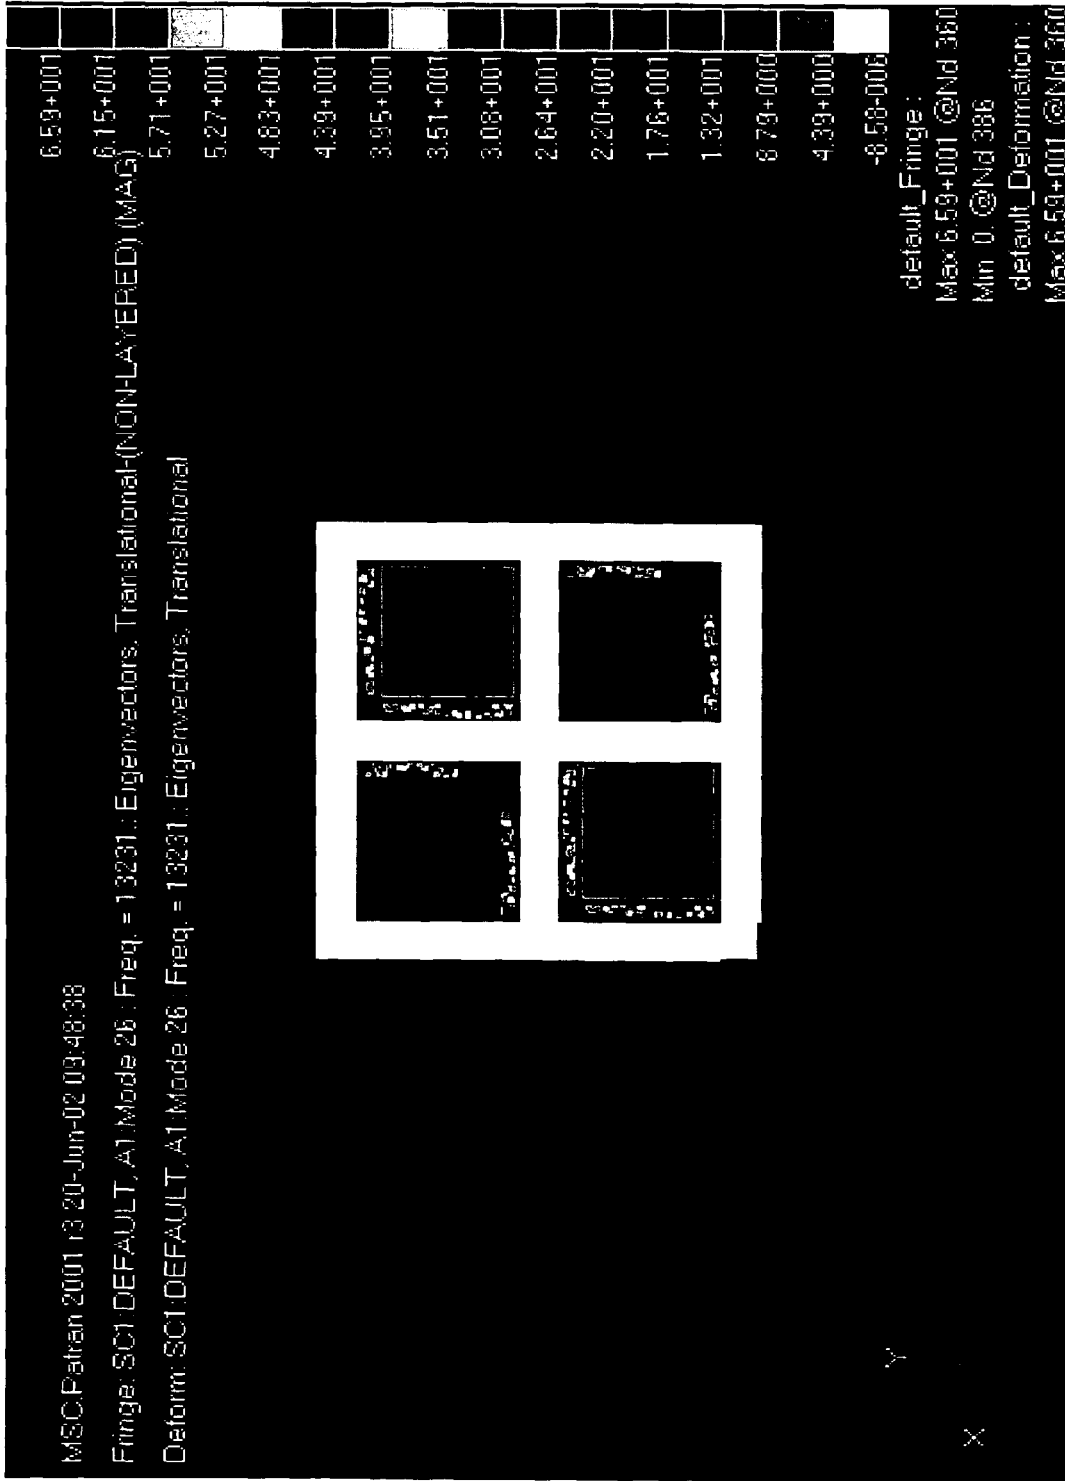 MSC.Patran 2001 r3 20-Jun-02 09:48:38
Fringe: SC1:DEFAULT, A1:Mode 26 : Freq. = 13231.: Eigenvectors, Translational-(NON-LAYERED) (MAG)
Deform: SC1:DEFAULT, A1:Mode 26 : Freq. = 13231.: Eigenvectors, Translational
6.59+001
6.15+001
5.71+001
5.27+001
4.83+001
4.39+001
3.95+001
3.51+001
3.08+001
2.64+001
2.20+001
1.76+001
1.32+001
8.79+000
4.39+000
-8.58-006
default_Fringe :
Max 6.59+001 @Nd 360
Min 0. @Nd 386
default_Deformation :
Max 6.59+001 @Nd 360
Y
X